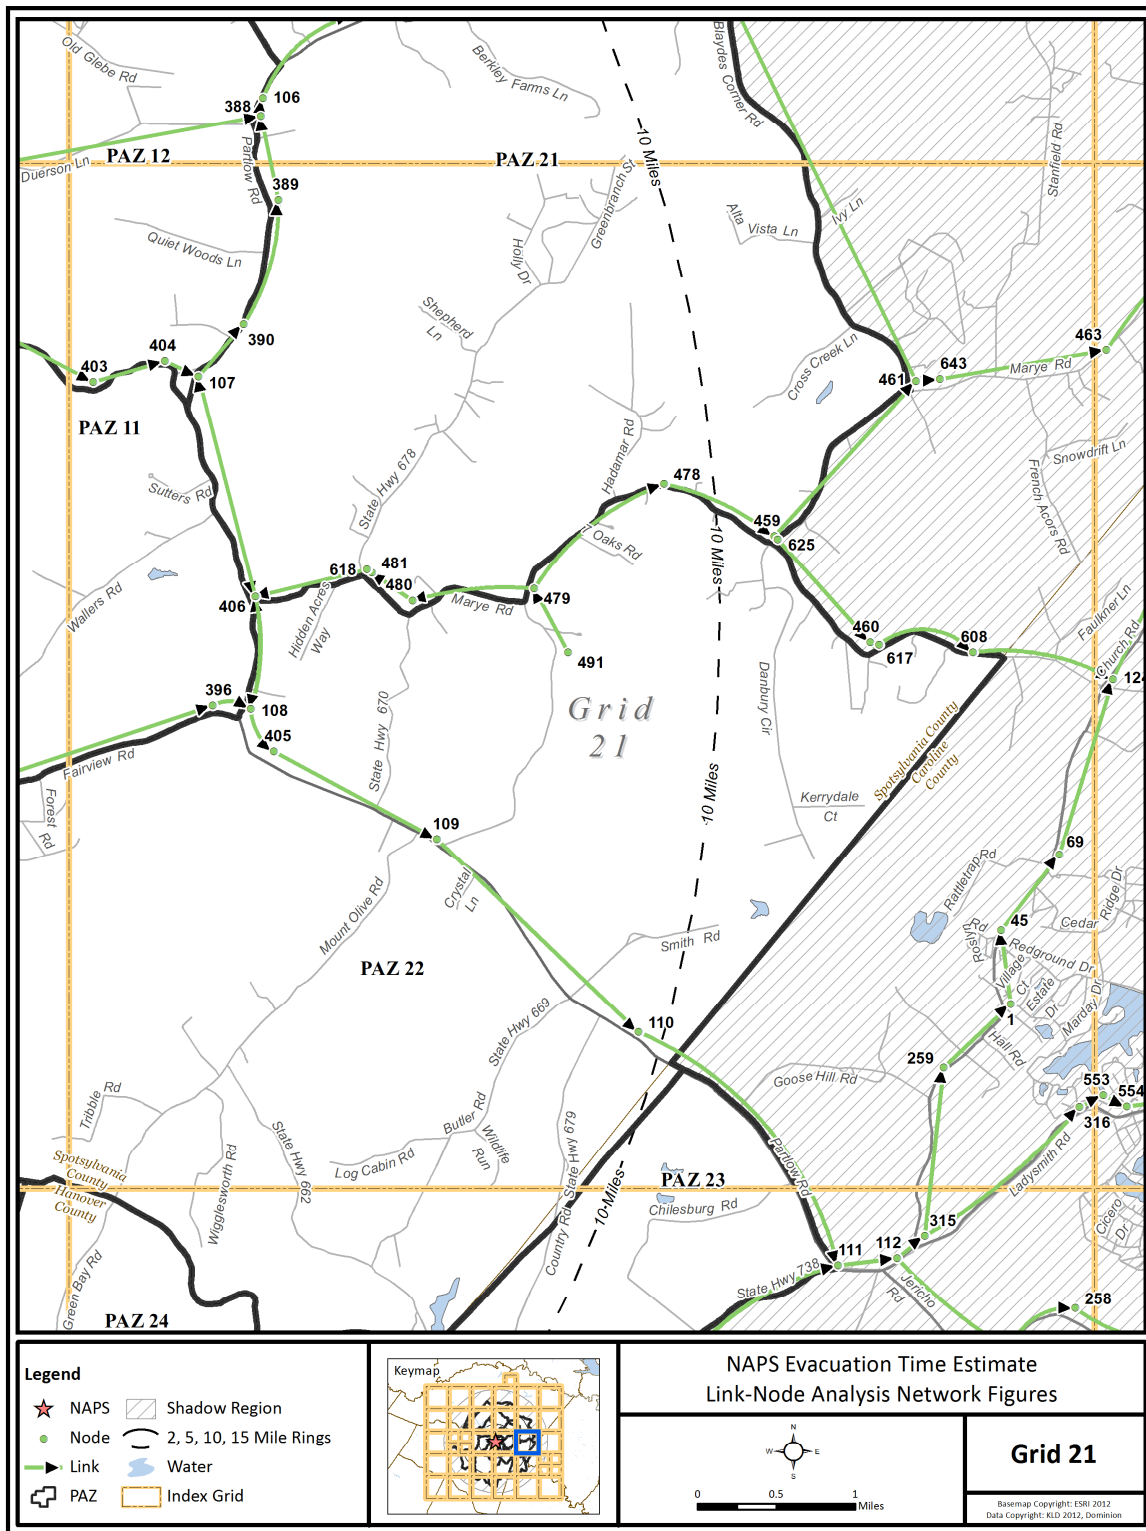 Old Glebe Rd
Berkley Farms Ln
Blaydes Corner Rd
106
388
Partlow Rd
PAZ 12
Duerson Ln
PAZ 21
10 Miles
Stanfield Rd
389
Greenbranch St
Holly Dr
Alta
Vista Ln
Ivy Ln
Quiet Woods Ln
Shepherd
Ln
390
404
403
107
463
Cross Creek Ln
461
643
Marye Rd
PAZ 11
Hadamar Rd
Snowdrift Ln
State Hwy 678
478
Sutters Rd
French Acors Rd
459
625
7 Oaks Rd
10 Miles
618
481
480
479
Marye Rd
Wallers Rd
406
Hidden Acres
Way
Faulkner Ln
Church Rd
460
617
608
491
124
396
108
405
Grid
21
State Hwy 670
Danbury Cir
Spotsylvania County
Caroline
County
Fairview Rd
Forest
Rd
10 Miles
Kerrydale
Ct
109
69
Crystal
Ln
Rattletrap Rd
Mount Olive Rd
45
Cedar
Ridge Dr
Roslyn
Rd
Redground Dr
Village
Ct
Estate
Dr
Marday Dr
Smith Rd
PAZ 22
110
1
Hall Rd
State Hwy 669
259
Goose Hill Rd
553
554
316
Tribble Rd
Butler Rd
Wildlife
Run
State Hwy 679
Country Rd
State Hwy 662
Log Cabin Rd
Wigglesworth Rd
Spotsylvania
County
Hanover
County
Partlow Rd
Ladysmith Rd
PAZ 23
Chilesburg Rd
10 Miles
Cicero
Dr
315
111
112
State Hwy 738
Jericho
Rd
258
Green Bay Rd
PAZ 24
Legend
NAPS
Shadow Region
Node
2, 5, 10, 15 Mile Rings
Link
Water
PAZ
Index Grid
Keymap
NAPS Evacuation Time Estimate
Link-Node Analysis Network Figures
N
W
E
S
0
0.5
1
Miles
Grid 21
Basemap Copyright: ESRI 2012
Data Copyright: KLD 2012, Dominion